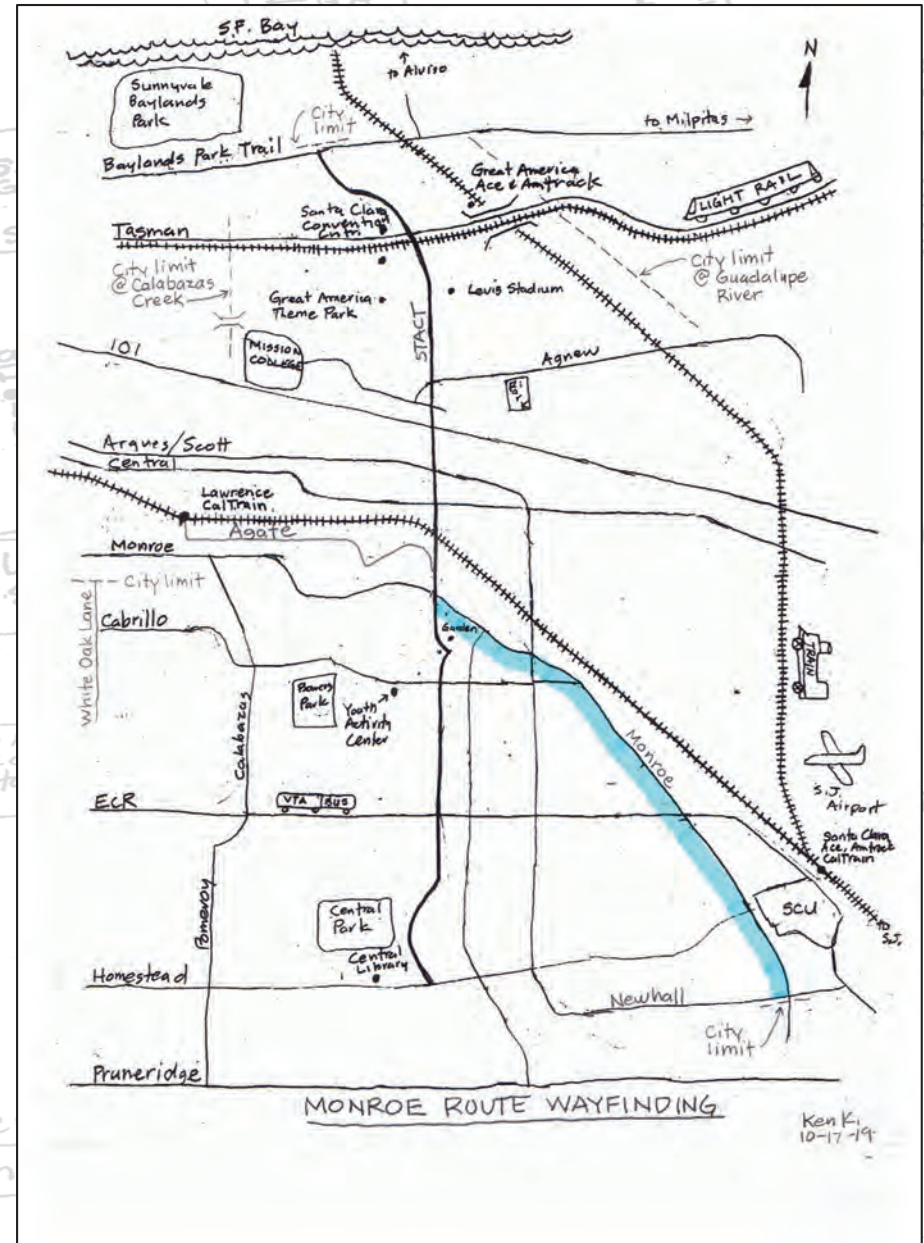 S.F. Bay
N
to Alviso
Sunnyvale
Baylands
Park
City
limit
to Milpitas →
Baylands Park Trail
Great America
Ace & Amtrack
LIGHT RAIL
Santa Clara
Convention
Cntr
Tasman
City limit
@ Calabazas
Creek
City limit
@ Guadalupe
River
Levis Stadium
Great America
Theme Park
STACT
MISSION
COLLEGE
101
Agnew
Arques/Scott
Central
Lawrence
CalTrain
Agate
Monroe
City limit
White Oak Lane
Cabrillo
Garden
TRAIN
Powers
Park
Youth
Activity
Center
Calabazas
Monroe
S.J.
Airport
ECR
VTA BUS
Santa Clara
Ace, Amtrack
CalTrain
SCU
to
S.J.
Pomeroy
Central
Park
Central
Library
Homestead
Newhall
City
limit
Pruneridge
MONROE ROUTE WAYFINDING
Ken K.
10-17-19